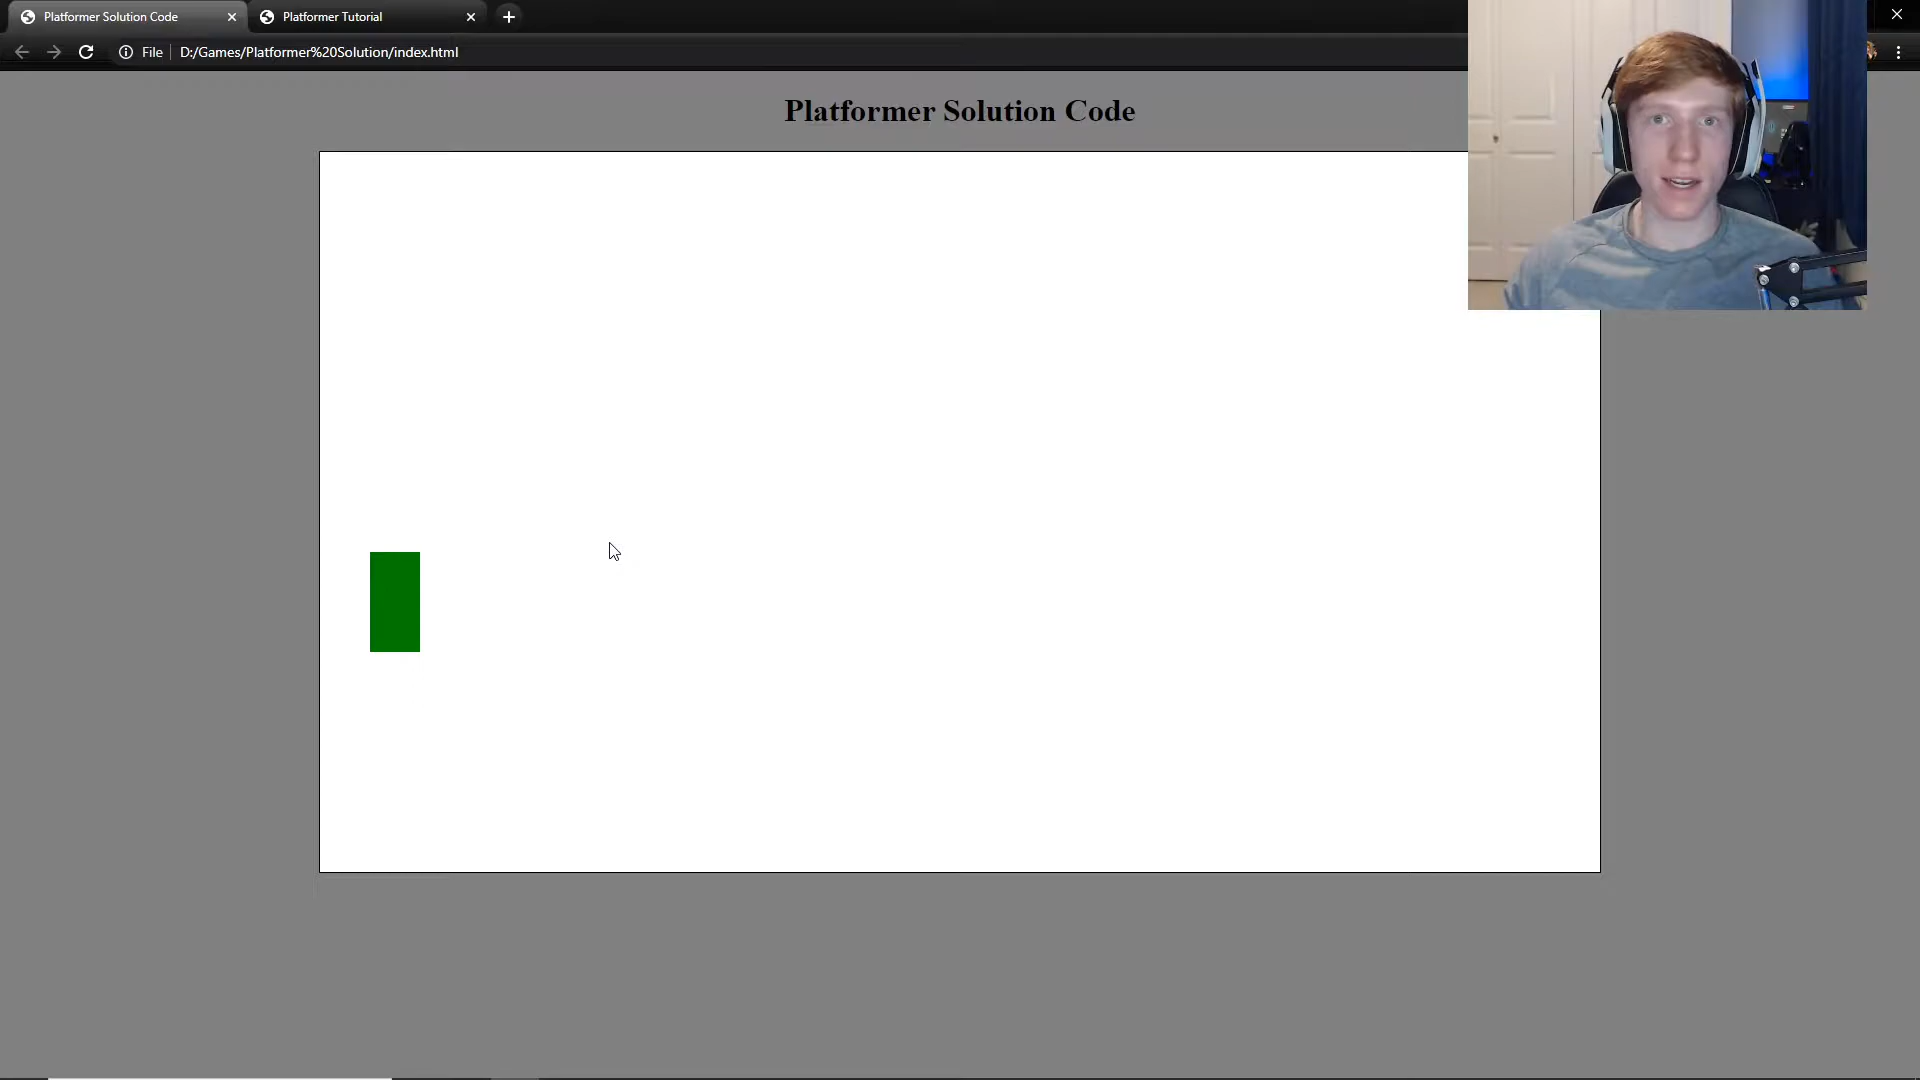 Platformer Solution Code
Platformer Tutorial
File D:/Games/Platformer%20Solution/index.html
Platformer Solution Code